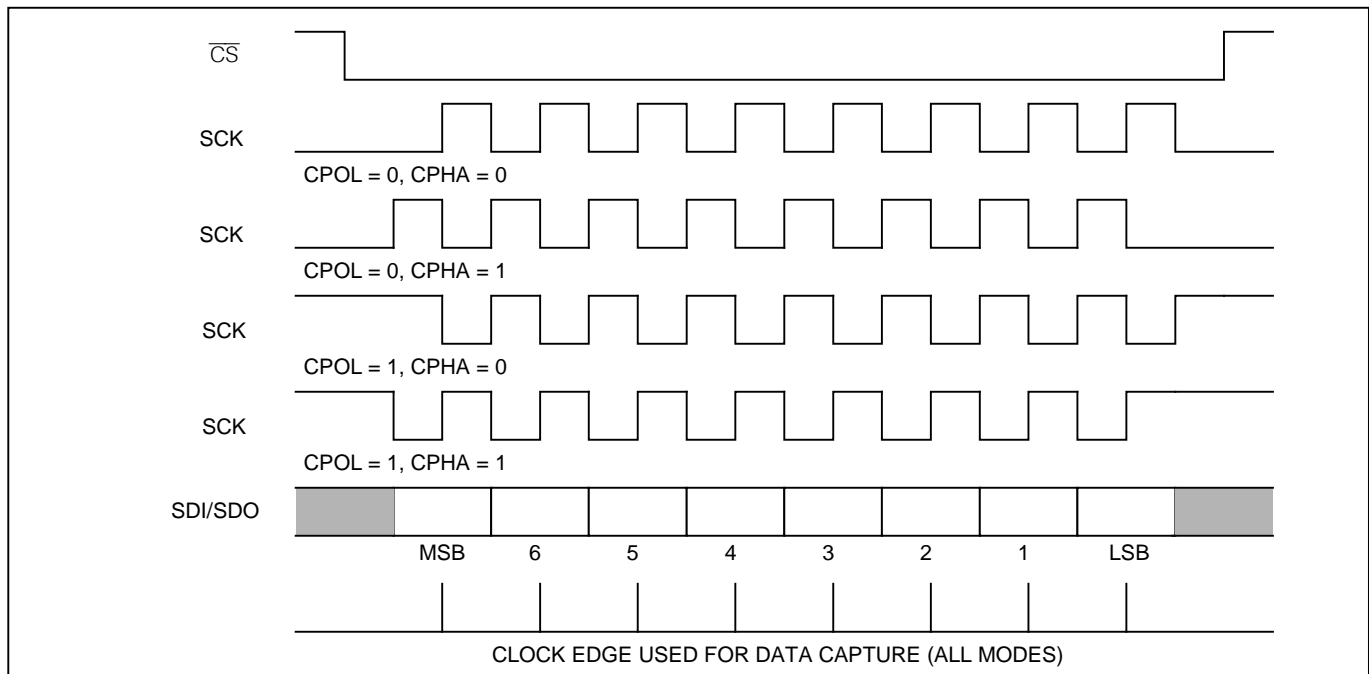 C̅S̅
SCK
CPOL = 0, CPHA = 0
SCK
CPOL = 0, CPHA = 1
SCK
CPOL = 1, CPHA = 0
SCK
CPOL = 1, CPHA = 1
SDI/SDO
MSB 6 5 4 3 2 1 LSB
CLOCK EDGE USED FOR DATA CAPTURE (ALL MODES)